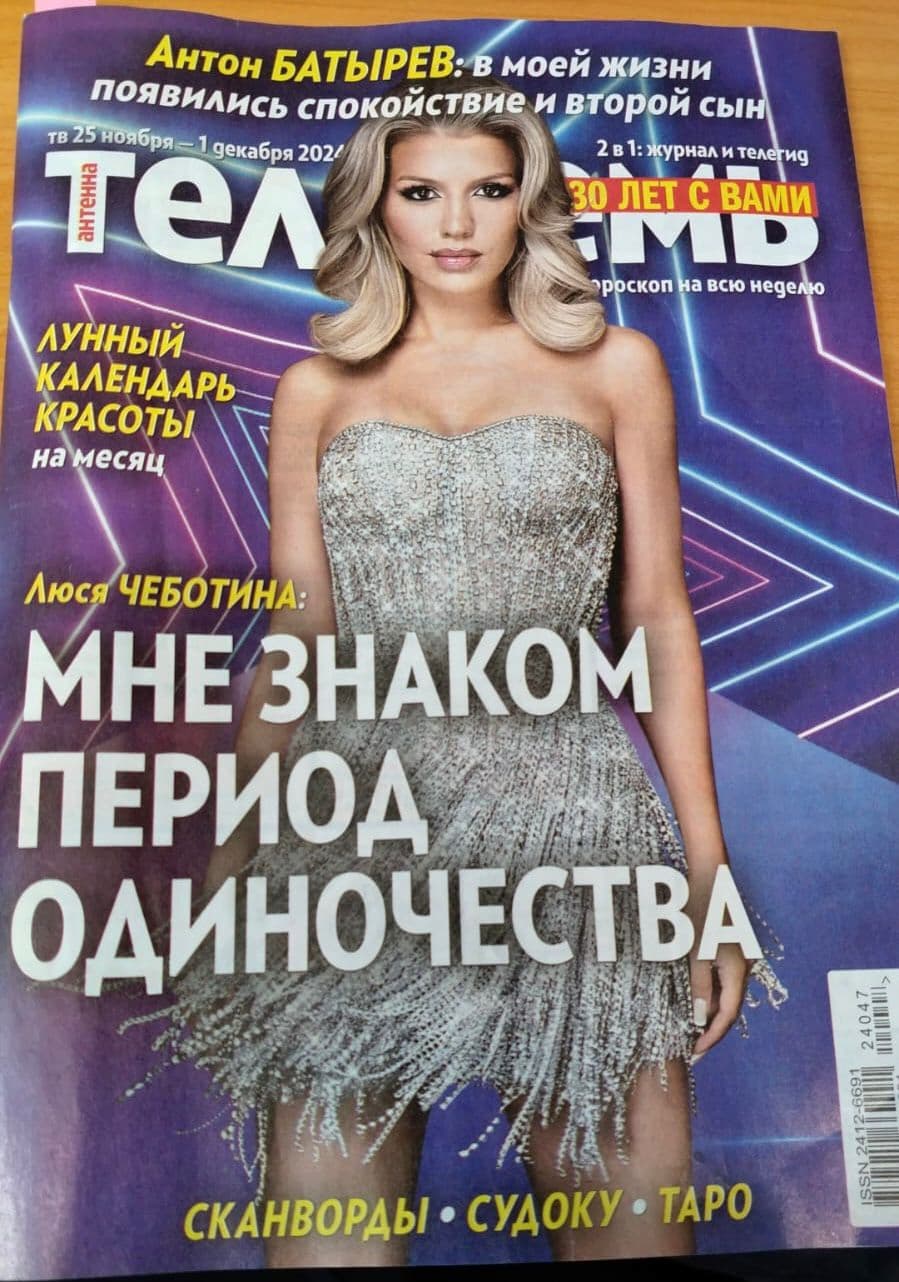 Антон БАТЫРЕВ: в моей жизни
появились спокойствие и второй сын
тв 25 ноября – 1 декабря 2024
2 в 1: журнал и телегид
антенна
30 ЛЕТ С ВАМИ
на всю неделю
ЛУННЫЙ
КАЛЕНДАРЬ
КРАСОТЫ
на месяц
Люся ЧЕБОТИНА:
МНЕ ЗНАКОМ
ПЕРИОД
ОДИНОЧЕСТВА
ISSN 2412-6691
24047
СКАНВОРДЫ • СУДОКУ • ТАРО